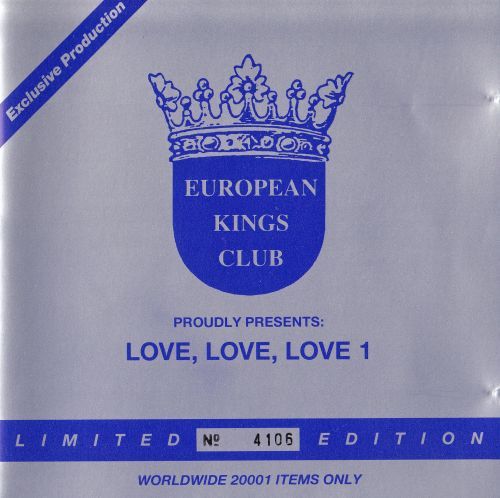 Exclusive Production
EUROPEAN
KINGS
CLUB
PROUDLY PRESENTS:
LOVE, LOVE, LOVE 1
LIMITED Nº 4106 EDITION
WORLDWIDE 20001 ITEMS ONLY